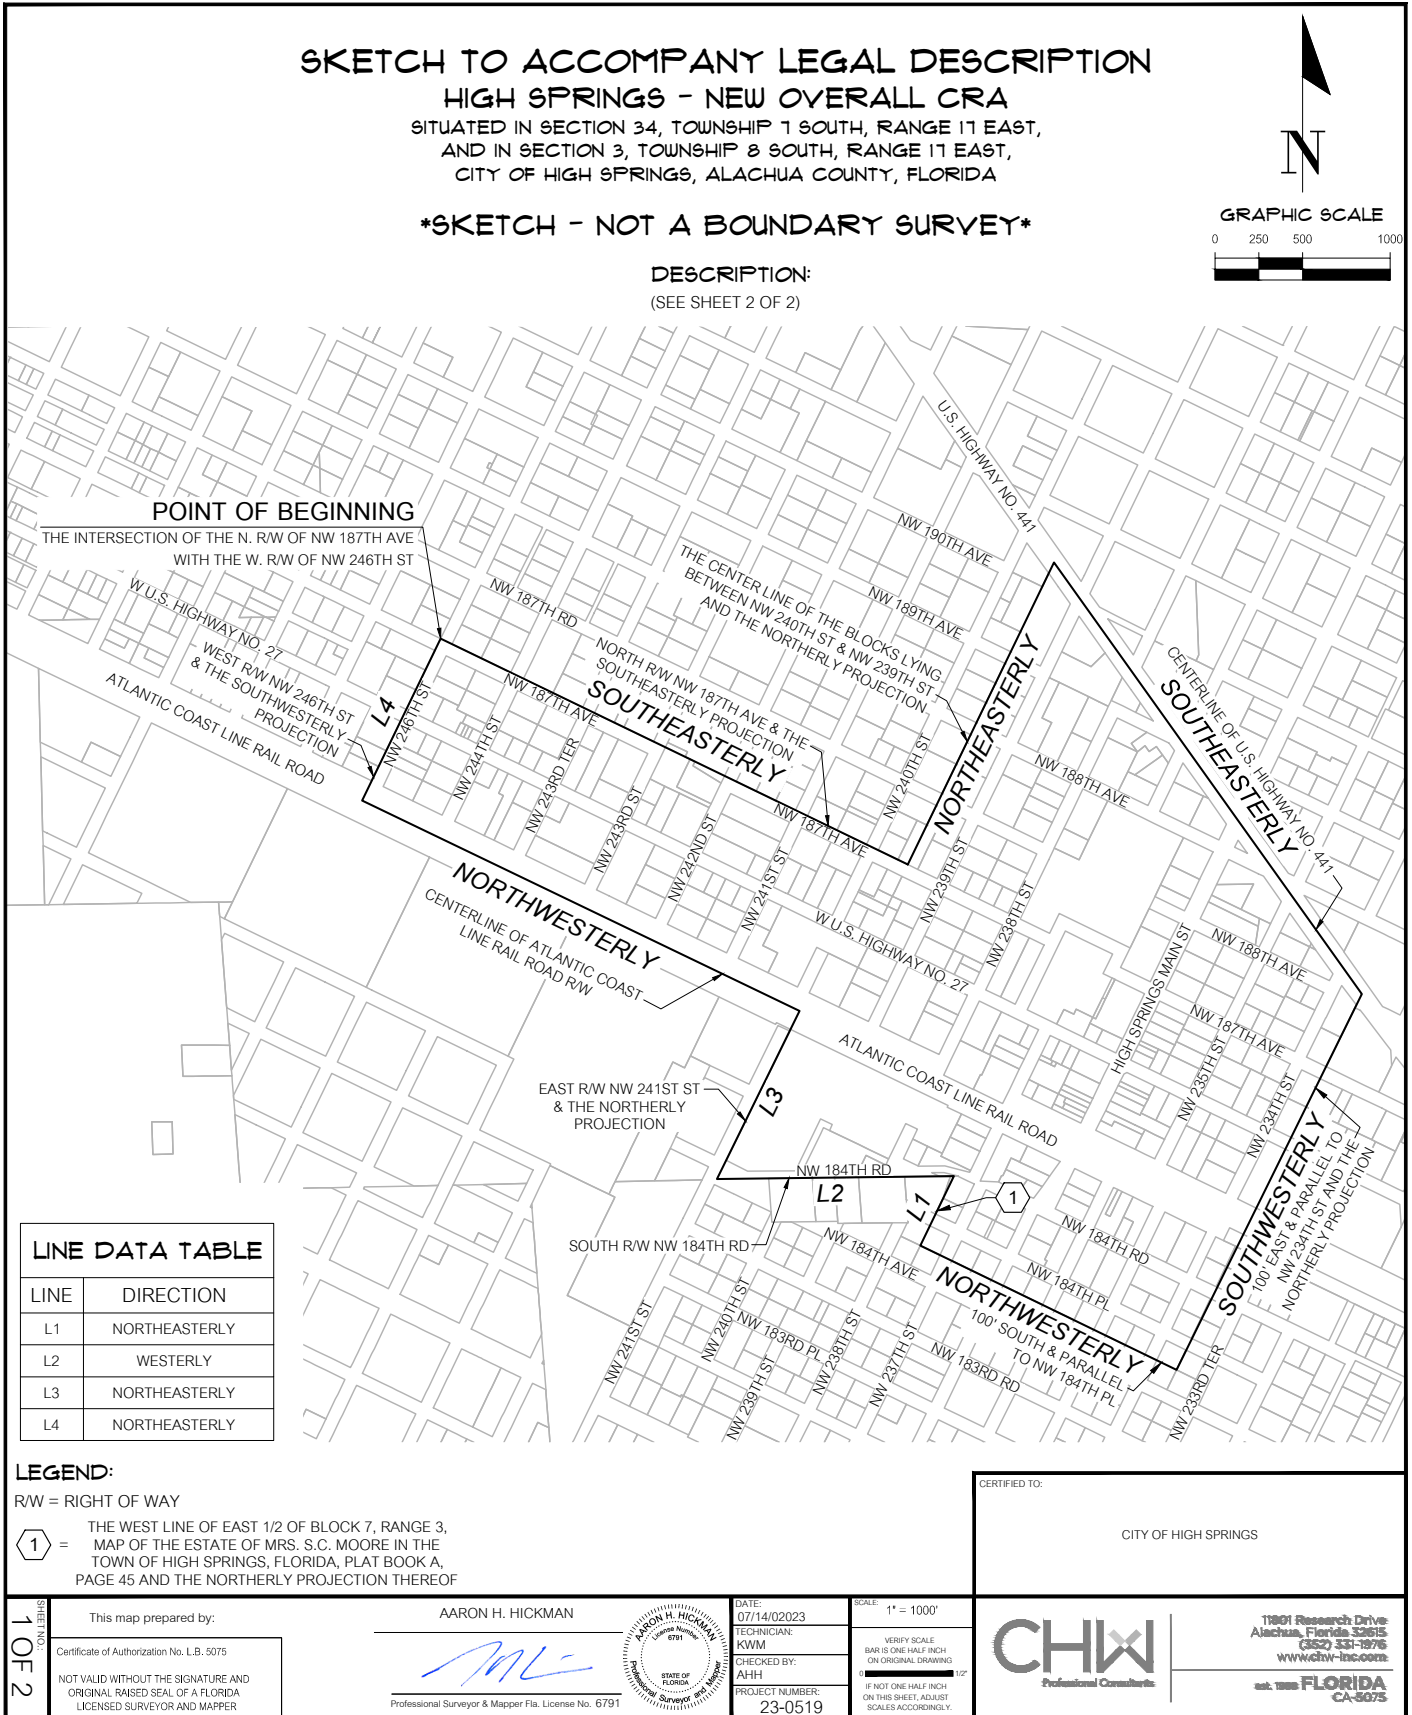 SKETCH TO ACCOMPANY LEGAL DESCRIPTION
HIGH SPRINGS - NEW OVERALL CRA
SITUATED IN SECTION 34, TOWNSHIP 7 SOUTH, RANGE 17 EAST,
AND IN SECTION 3, TOWNSHIP 8 SOUTH, RANGE 17 EAST,
CITY OF HIGH SPRINGS, ALACHUA COUNTY, FLORIDA
*SKETCH - NOT A BOUNDARY SURVEY*
DESCRIPTION:
(SEE SHEET 2 OF 2)
N
GRAPHIC SCALE
0 250 500 1000
U.S. HIGHWAY NO. 441
POINT OF BEGINNING
THE INTERSECTION OF THE N. R/W OF NW 187TH AVE
WITH THE W. R/W OF NW 246TH ST
NW 190TH AVE
THE CENTER LINE OF THE BLOCKS LYING
BETWEEN NW 240TH ST & NW 239TH ST
AND THE NORTHERLY PROJECTION
NW 189TH AVE
W U.S. HIGHWAY NO. 27
NW 187TH RD
WEST R/W NW 246TH ST
& THE SOUTHWESTERLY
PROJECTION
NORTH R/W NW 187TH AVE & THE
SOUTHEASTERLY PROJECTION
SOUTHEASTERLY
NORTHEASTERLY
CENTERLINE OF U.S. HIGHWAY NO. 441
SOUTHEASTERLY
ATLANTIC COAST LINE RAIL ROAD
L4
NW 246TH ST
NW 187TH AVE
NW 244TH ST
NW 243RD TER
NW 243RD ST
NW 242ND ST
NW 241ST ST
NW 187TH AVE
NW 240TH ST
NW 188TH AVE
NW 239TH ST
NW 238TH ST
NORTHWESTERLY
CENTERLINE OF ATLANTIC COAST
LINE RAIL ROAD R/W
W U.S. HIGHWAY NO. 27
HIGH SPRINGS MAIN ST
NW 188TH AVE
NW 187TH AVE
NW 235TH ST
NW 234TH ST
ATLANTIC COAST LINE RAIL ROAD
EAST R/W NW 241ST ST
& THE NORTHERLY
PROJECTION
L3
NW 184TH RD
L2
L1
1
SOUTH R/W NW 184TH RD
NW 184TH AVE
NW 184TH RD
NW 184TH PL
SOUTHWESTERLY
100' EAST & PARALLEL TO
NW 234TH ST AND THE
NORTHERLY PROJECTION
NORTHWESTERLY
100' SOUTH & PARALLEL
TO NW 184TH PL
NW 241ST ST
NW 240TH ST
NW 183RD PL
NW 239TH ST
NW 238TH ST
NW 237TH ST
NW 183RD RD
NW 233RD TER
LINE DATA TABLE
LINE DIRECTION
L1 NORTHEASTERLY
L2 WESTERLY
L3 NORTHEASTERLY
L4 NORTHEASTERLY
LEGEND:
R/W = RIGHT OF WAY
1 = THE WEST LINE OF EAST 1/2 OF BLOCK 7, RANGE 3,
MAP OF THE ESTATE OF MRS. S.C. MOORE IN THE
TOWN OF HIGH SPRINGS, FLORIDA, PLAT BOOK A,
PAGE 45 AND THE NORTHERLY PROJECTION THEREOF
CERTIFIED TO:
CITY OF HIGH SPRINGS
SHEET NO.:
1 OF 2
This map prepared by:
Certificate of Authorization No. L.B. 5075
NOT VALID WITHOUT THE SIGNATURE AND
ORIGINAL RAISED SEAL OF A FLORIDA
LICENSED SURVEYOR AND MAPPER
AARON H. HICKMAN
Professional Surveyor & Mapper Fla. License No. 6791
AARON H. HICKMAN
License Number
6791
STATE OF
FLORIDA
Professional Surveyor and Mapper
DATE:
07/14/02023
TECHNICIAN:
KWM
CHECKED BY:
AHH
PROJECT NUMBER:
23-0519
SCALE:
1" = 1000'
VERIFY SCALE
BAR IS ONE HALF INCH
ON ORIGINAL DRAWING
0 1/2"
IF NOT ONE HALF INCH
ON THIS SHEET, ADJUST
SCALES ACCORDINGLY.
CHW
Professional Consultants
11801 Research Drive
Alachua, Florida 32615
(352) 331-1976
www.chw-inc.com
est. 1988 FLORIDA
CA-5075